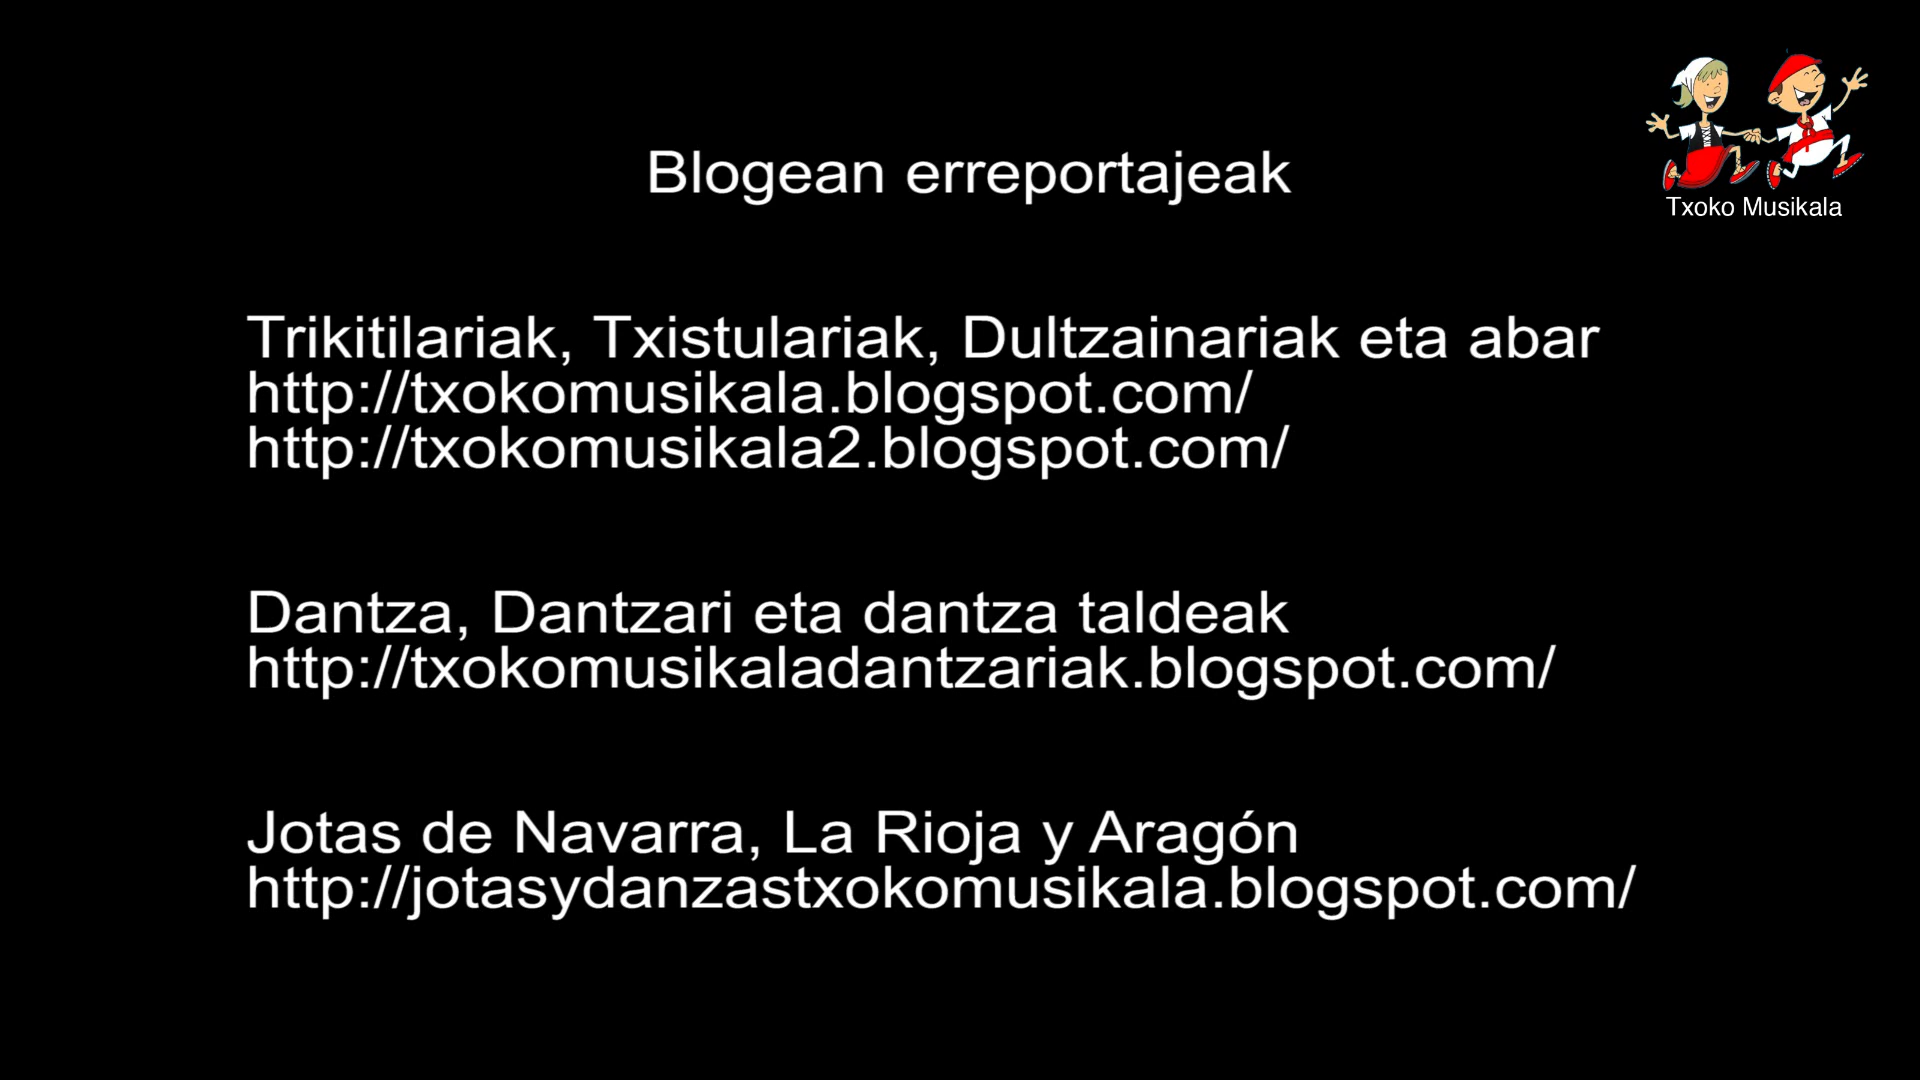 Blogean erreportajeak
Txoko Musikala
Trikitilariak, Txistulariak, Dultzainariak eta abar
http://txokomusikala.blogspot.com/
http://txokomusikala2.blogspot.com/
Dantza, Dantzari eta dantza taldeak
http://txokomusikaladantzariak.blogspot.com/
Jotas de Navarra, La Rioja y Aragón
http://jotasydanzastxokomusikala.blogspot.com/